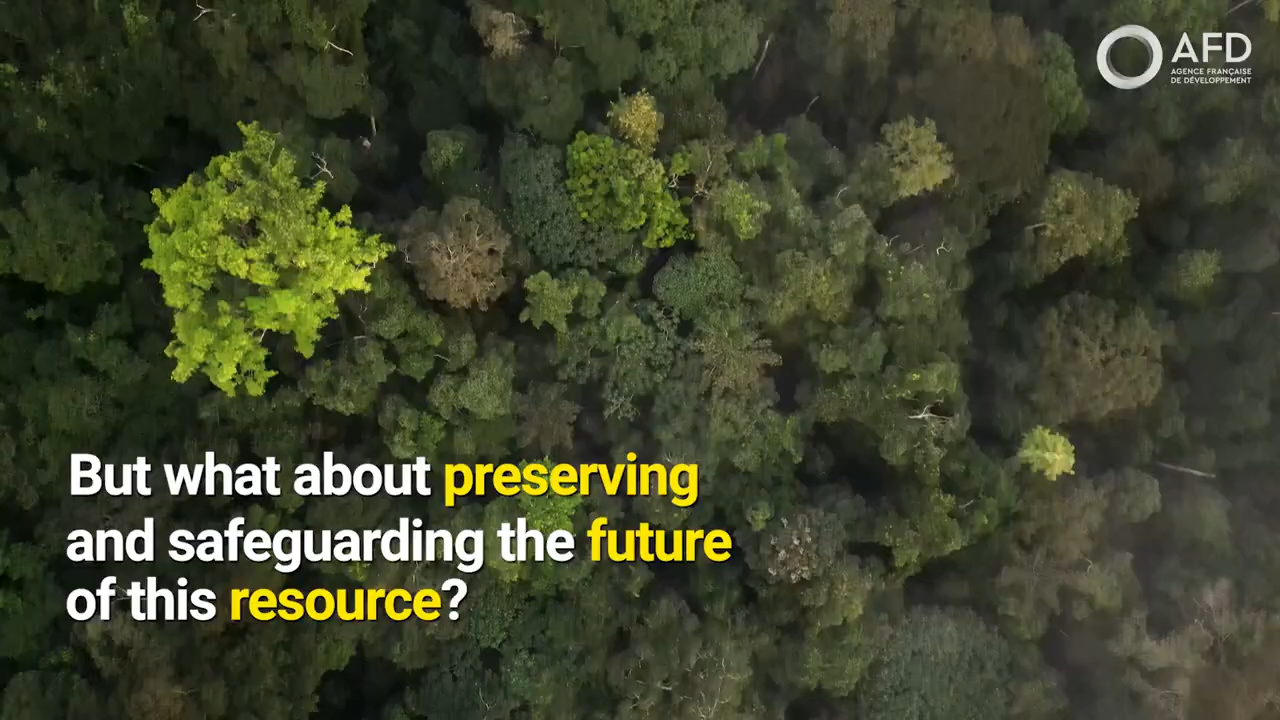 AFD
AGENCE FRANÇAISE
DE DÉVELOPPEMENT
But what about preserving
and safeguarding the future
of this resource?